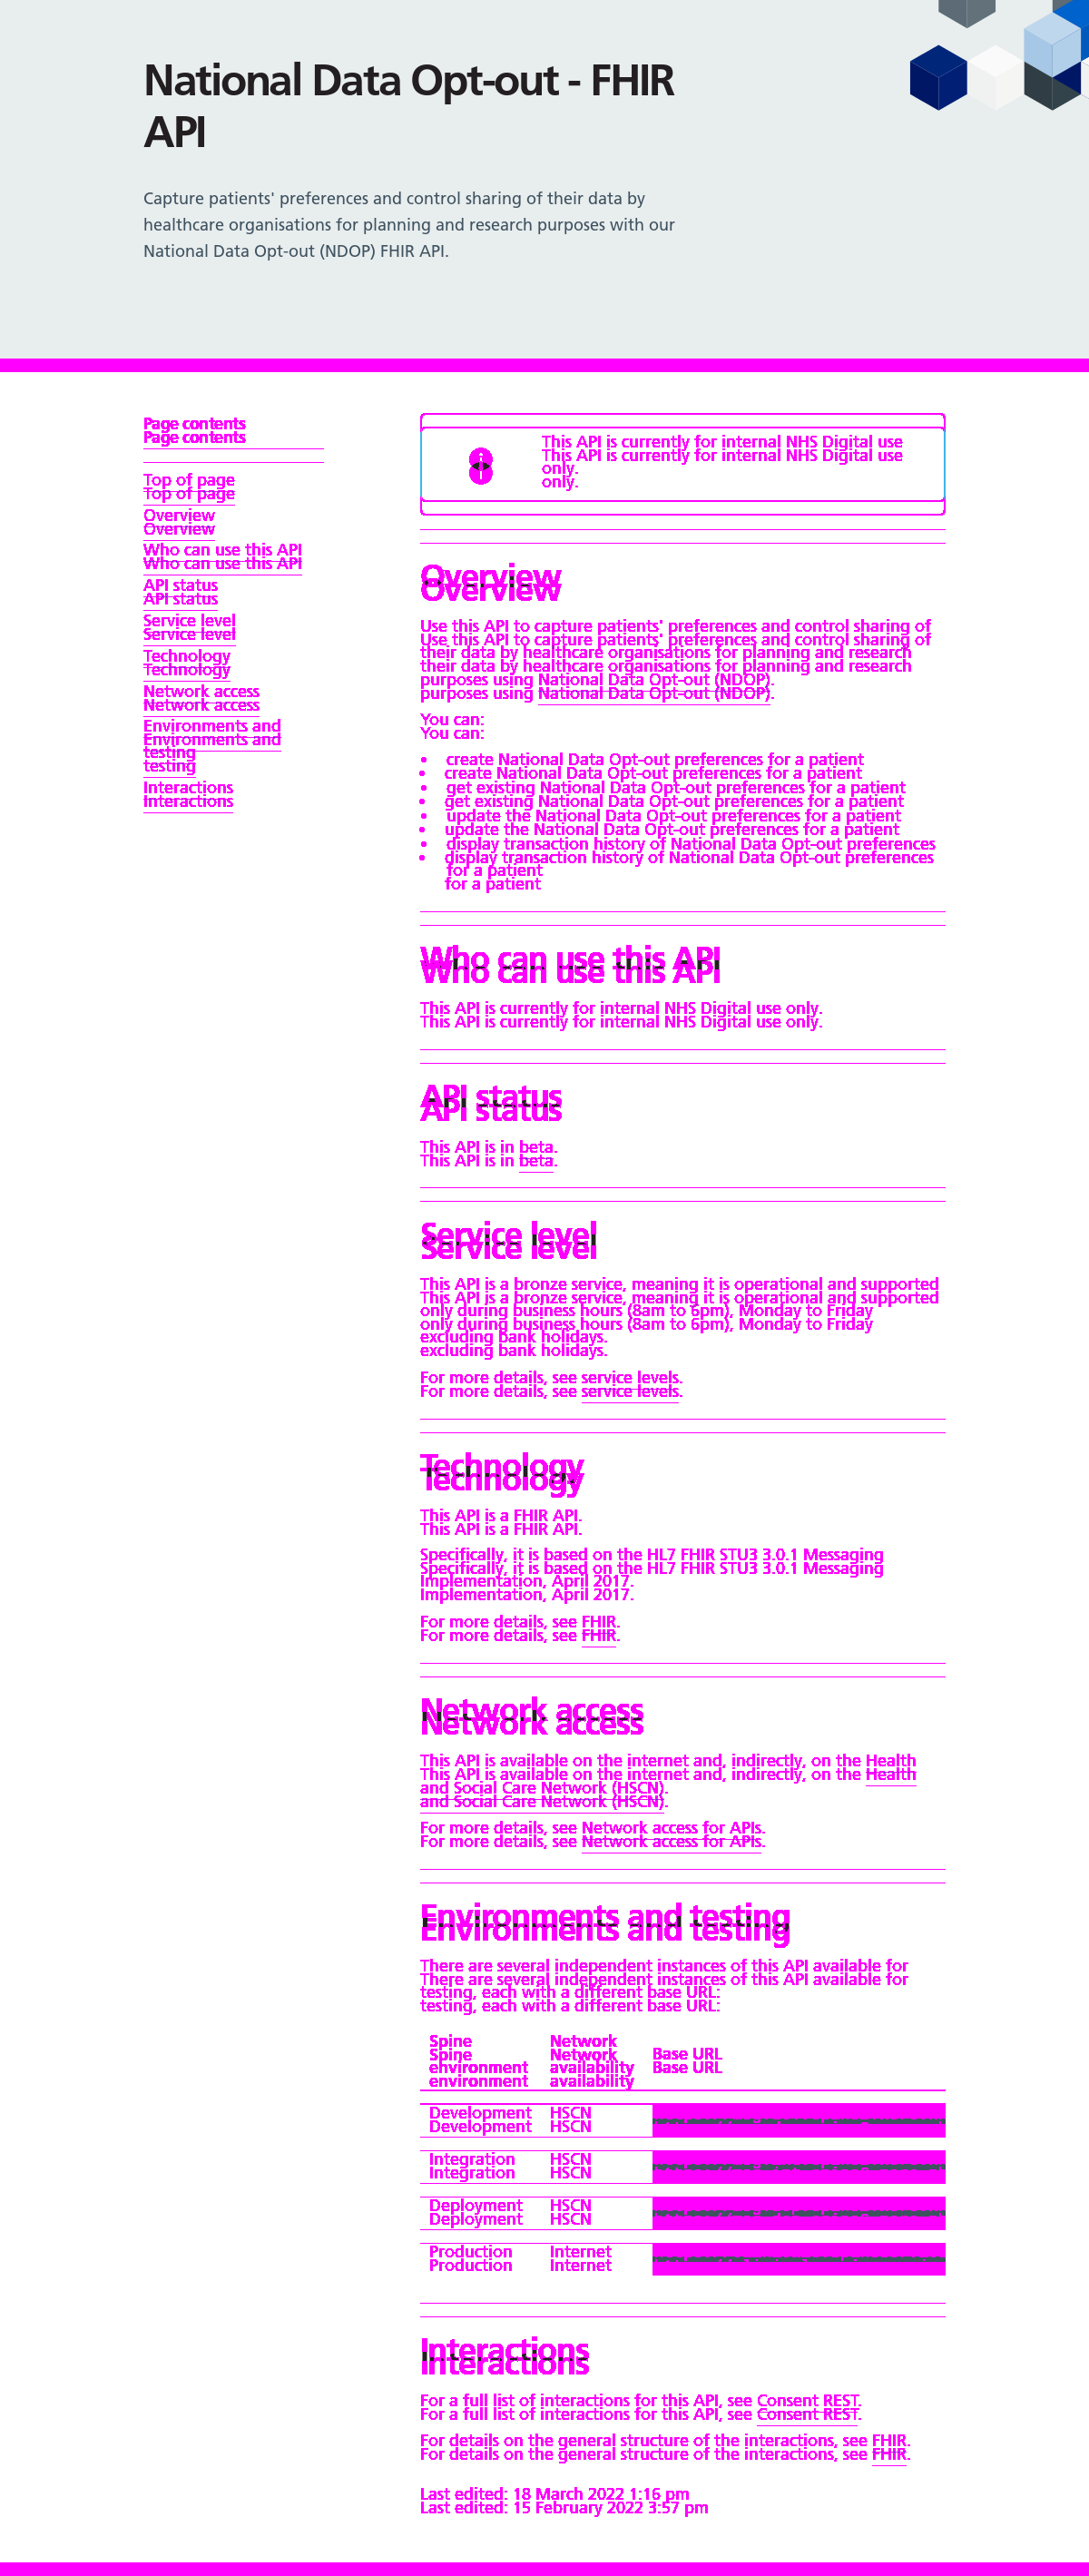 National Data Opt-out - FHIR
API
Capture patients' preferences and control sharing of their data by
healthcare organisations for planning and research purposes with our
National Data Opt-out (NDOP) FHIR API.
Page contents
Page contents
Top of page
Top of page
Overview
Overview
Who can use this API
Who can use this API
API status
API status
Service level
Service level
Technology
Technology
Network access
Network access
Environments and
Environments and
testing
testing
Interactions
Interactions
This API is currently for internal NHS Digital use
This API is currently for internal NHS Digital use
only.
only.
Overview
Overview
Use this API to capture patients' preferences and control sharing of
Use this API to capture patients' preferences and control sharing of
their data by healthcare organisations for planning and research
their data by healthcare organisations for planning and research
purposes using National Data Opt-out (NDOP).
purposes using National Data Opt-out (NDOP).
You can:
You can:
• create National Data Opt-out preferences for a patient
• create National Data Opt-out preferences for a patient
• get existing National Data Opt-out preferences for a patient
• get existing National Data Opt-out preferences for a patient
• update the National Data Opt-out preferences for a patient
• update the National Data Opt-out preferences for a patient
• display transaction history of National Data Opt-out preferences
• display transaction history of National Data Opt-out preferences
for a patient
for a patient
Who can use this API
Who can use this API
This API is currently for internal NHS Digital use only.
This API is currently for internal NHS Digital use only.
API status
API status
This API is in beta.
This API is in beta.
Service level
Service level
This API is a bronze service, meaning it is operational and supported
This API is a bronze service, meaning it is operational and supported
only during business hours (8am to 6pm), Monday to Friday
only during business hours (8am to 6pm), Monday to Friday
excluding bank holidays.
excluding bank holidays.
For more details, see service levels.
For more details, see service levels.
Technology
Technology
This API is a FHIR API.
This API is a FHIR API.
Specifically, it is based on the HL7 FHIR STU3 3.0.1 Messaging
Specifically, it is based on the HL7 FHIR STU3 3.0.1 Messaging
Implementation, April 2017.
Implementation, April 2017.
For more details, see FHIR.
For more details, see FHIR.
Network access
Network access
This API is available on the internet and, indirectly, on the Health
This API is available on the internet and, indirectly, on the Health
and Social Care Network (HSCN).
and Social Care Network (HSCN).
For more details, see Network access for APIs.
For more details, see Network access for APIs.
Environments and testing
Environments and testing
There are several independent instances of this API available for
There are several independent instances of this API available for
testing, each with a different base URL:
testing, each with a different base URL:
Spine Network
Spine Network Base URL
environment availability Base URL
environment availability
Development HSCN
Development HSCN
Integration HSCN
Integration HSCN
Deployment HSCN
Deployment HSCN
Production Internet
Production Internet
Interactions
Interactions
For a full list of interactions for this API, see Consent REST.
For a full list of interactions for this API, see Consent REST.
For details on the general structure of the interactions, see FHIR.
For details on the general structure of the interactions, see FHIR.
Last edited: 18 March 2022 1:16 pm
Last edited: 15 February 2022 3:57 pm